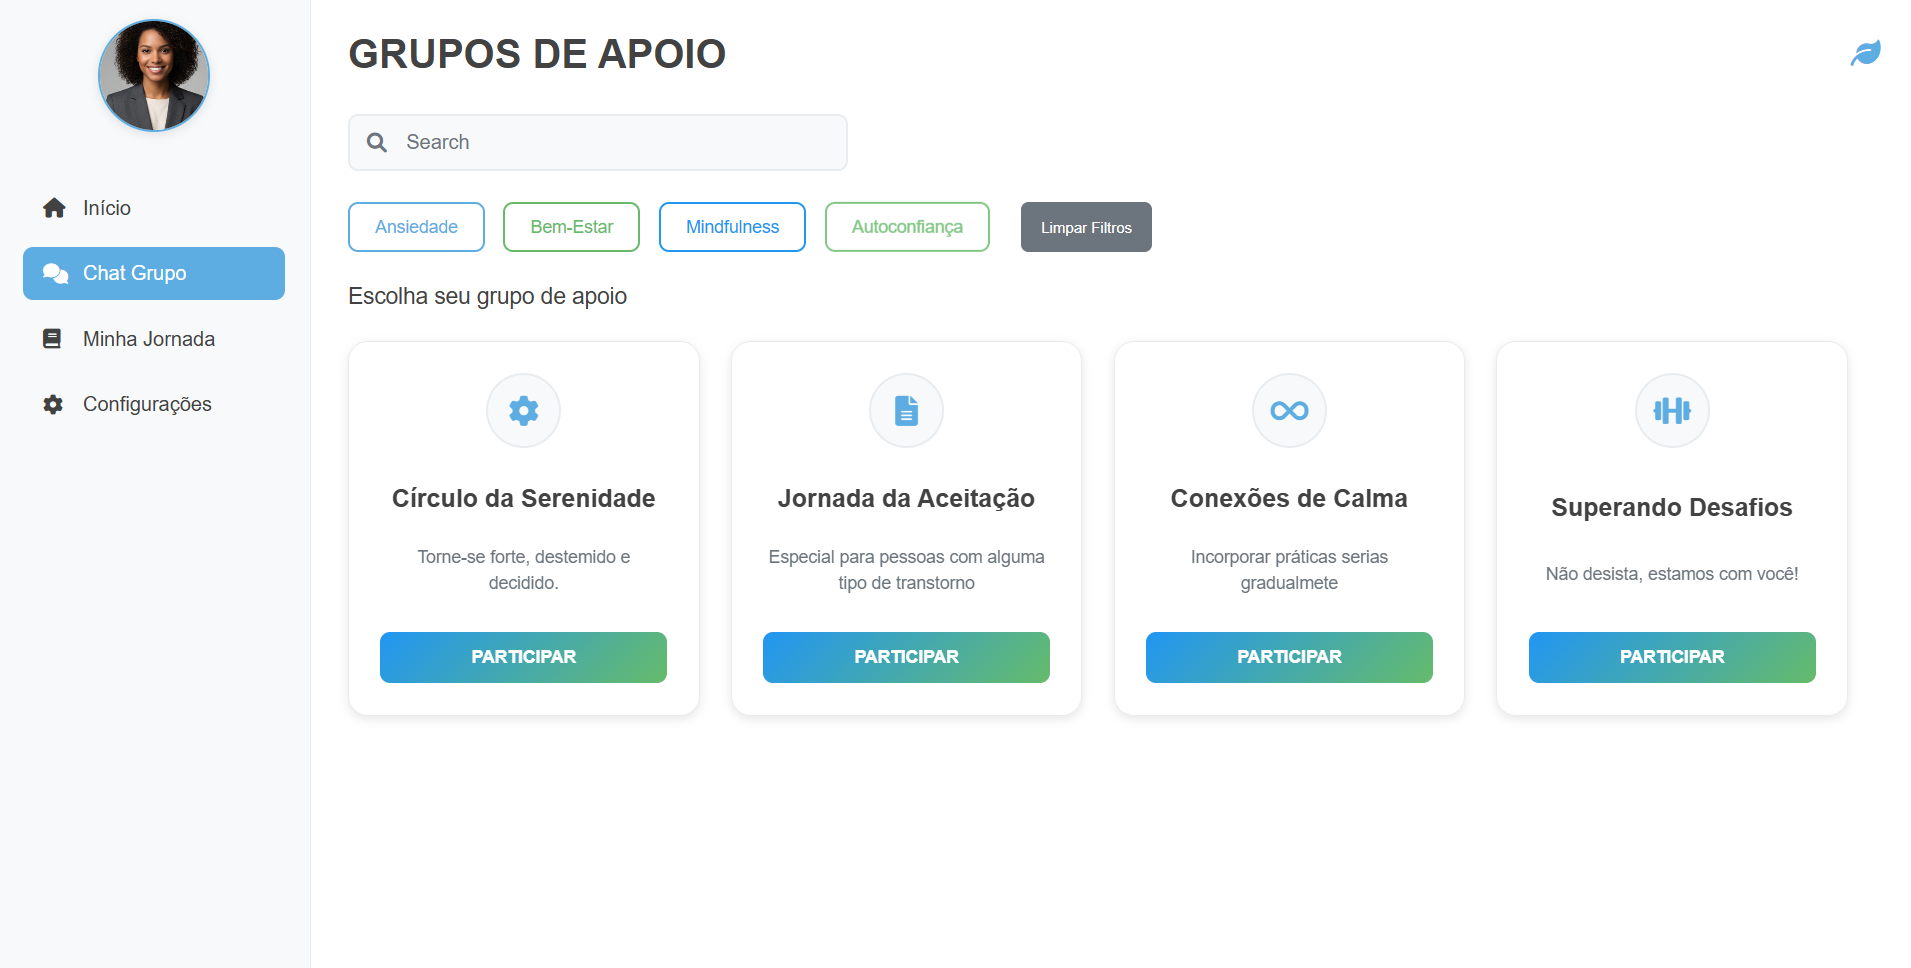 GRUPOS DE APOIO
Search
Início
Chat Grupo
Minha Jornada
Configurações
Ansiedade
Bem-Estar
Mindfulness
Autoconfiança
Limpar Filtros
Escolha seu grupo de apoio
Círculo da Serenidade
Torne-se forte, destemido e
decidido.
PARTICIPAR
Jornada da Aceitação
Especial para pessoas com alguma
tipo de transtorno
PARTICIPAR
Conexões de Calma
Incorporar práticas serias
gradualmete
PARTICIPAR
Superando Desafios
Não desista, estamos com você!
PARTICIPAR